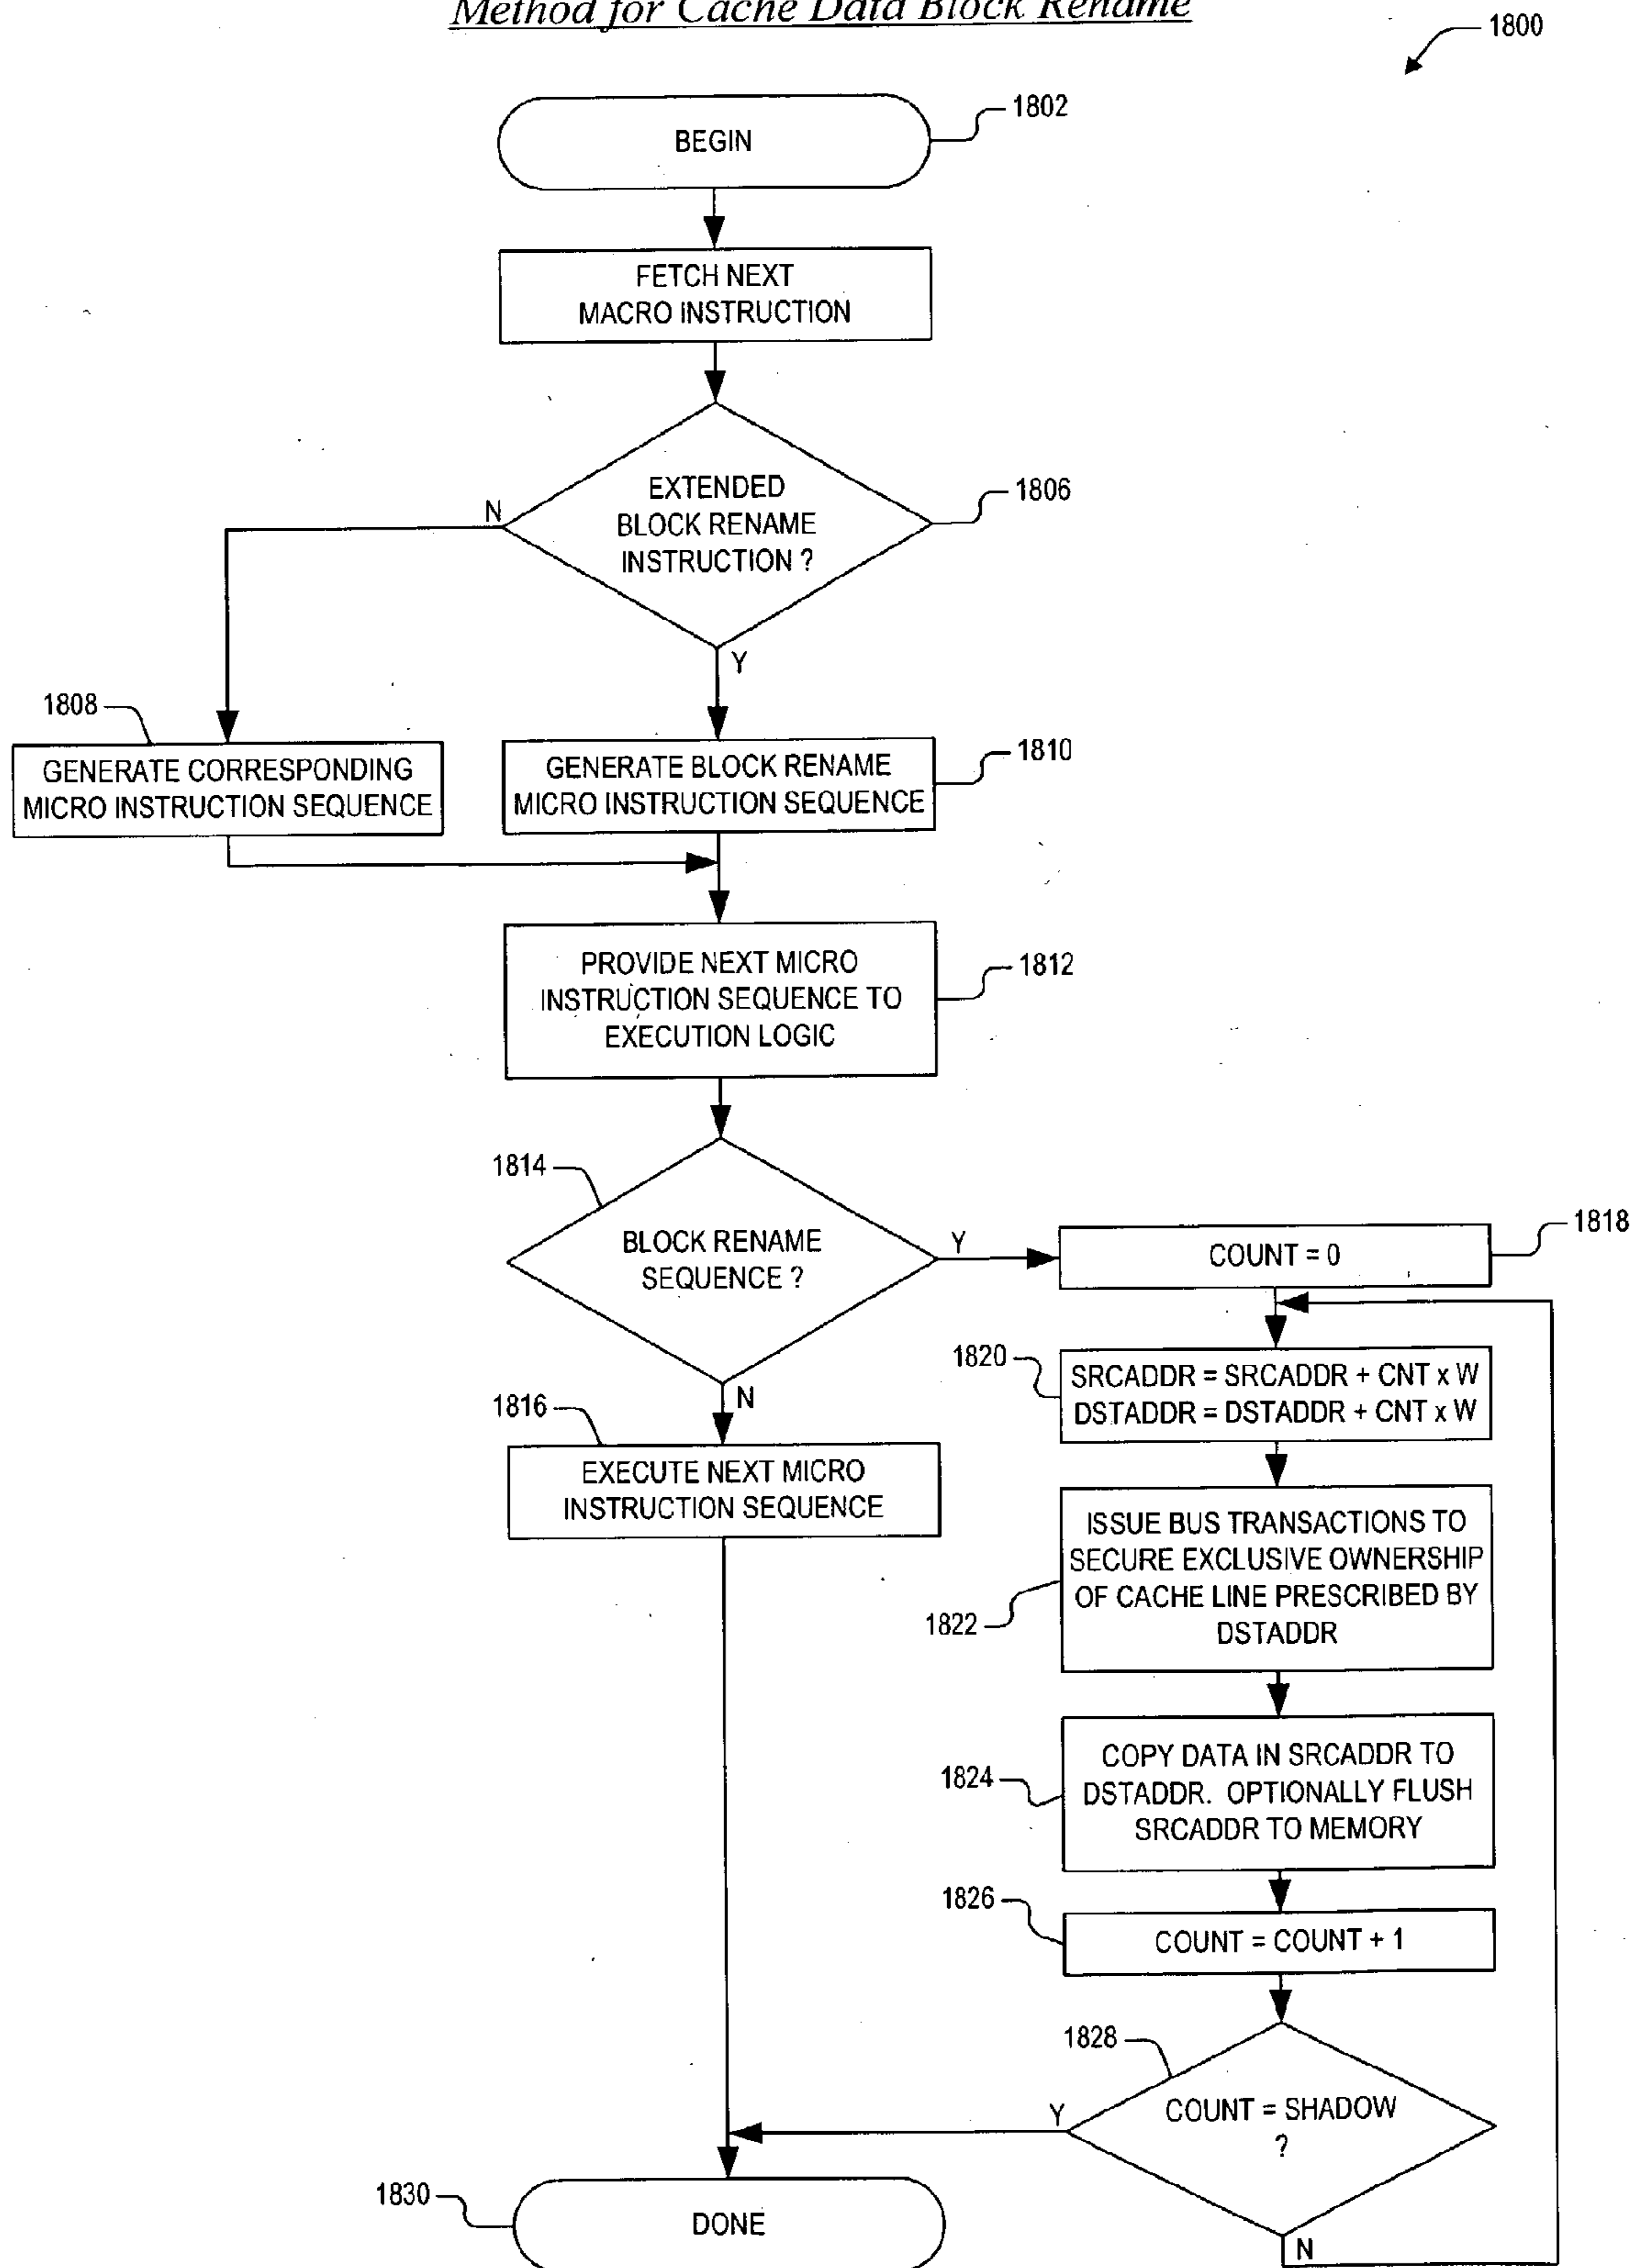 Method for Cache Data Block Rename
1800
BEGIN
1802
FETCH NEXT
MACRO INSTRUCTION
EXTENDED
BLOCK RENAME
INSTRUCTION ?
1806
N
Y
1808
GENERATE CORRESPONDING
MICRO INSTRUCTION SEQUENCE
GENERATE BLOCK RENAME
MICRO INSTRUCTION SEQUENCE
1810
PROVIDE NEXT MICRO
INSTRUCTION SEQUENCE TO
EXECUTION LOGIC
1812
1814
BLOCK RENAME
SEQUENCE ?
Y
N
COUNT = 0
1818
1816
EXECUTE NEXT MICRO
INSTRUCTION SEQUENCE
1820
SRCADDR = SRCADDR + CNT x W
DSTADDR = DSTADDR + CNT x W
ISSUE BUS TRANSACTIONS TO
SECURE EXCLUSIVE OWNERSHIP
OF CACHE LINE PRESCRIBED BY
DSTADDR
1822
COPY DATA IN SRCADDR TO
DSTADDR. OPTIONALLY FLUSH
SRCADDR TO MEMORY
1824
1826
COUNT = COUNT + 1
1828
COUNT = SHADOW
?
Y
N
1830
DONE